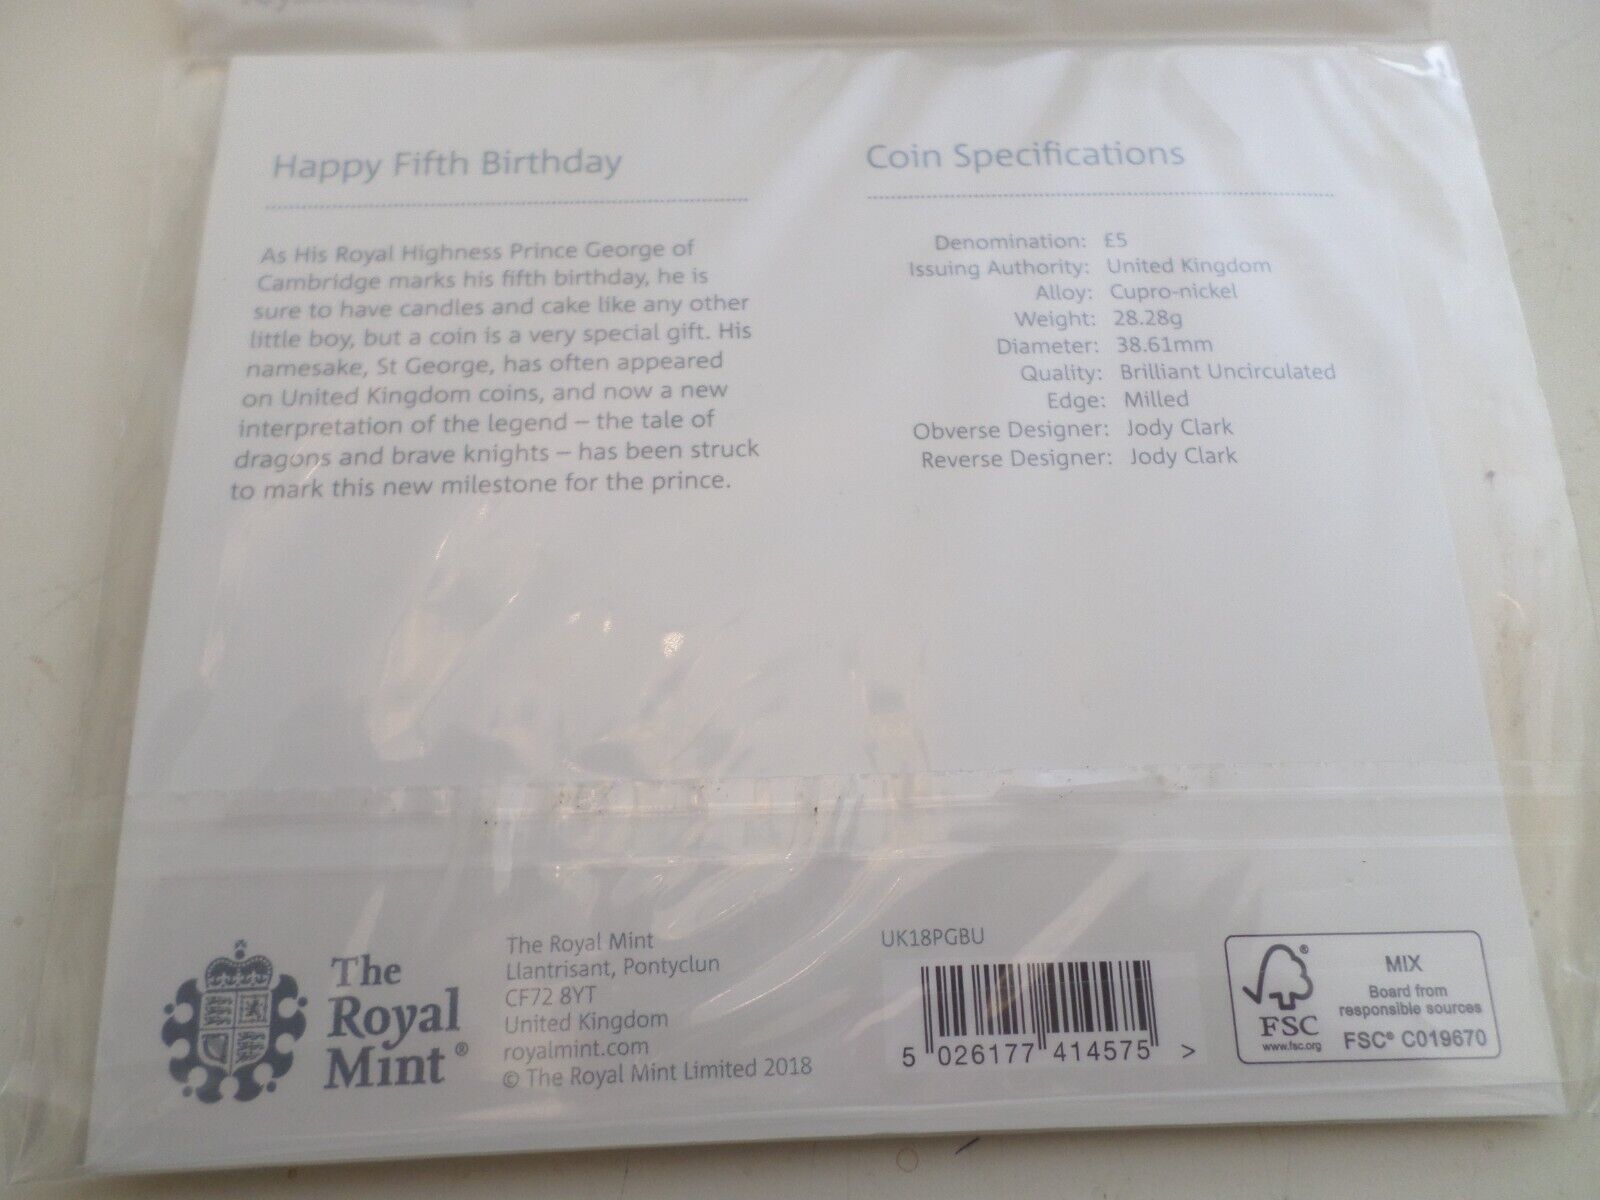 Happy Fifth Birthday
As His Royal Highness Prince George of
Cambridge marks his fifth birthday, he is
sure to have candles and cake like any other
little boy, but a coin is a very special gift. His
namesake, St George, has often appeared
on United Kingdom coins, and now a new
interpretation of the legend – the tale of
dragons and brave knights – has been struck
to mark this new milestone for the prince.
Coin Specifications
Denomination: £5
Issuing Authority: United Kingdom
Alloy: Cupro-nickel
Weight: 28.28g
Diameter: 38.61mm
Quality: Brilliant Uncirculated
Edge: Milled
Obverse Designer: Jody Clark
Reverse Designer: Jody Clark
The
Royal
Mint®
The Royal Mint
Llantrisant, Pontyclun
CF72 8YT
United Kingdom
royalmint.com
© The Royal Mint Limited 2018
UK18PGBU
5 026177 414575 >
FSC
www.fsc.org
MIX
Board from
responsible sources
FSC® C019670